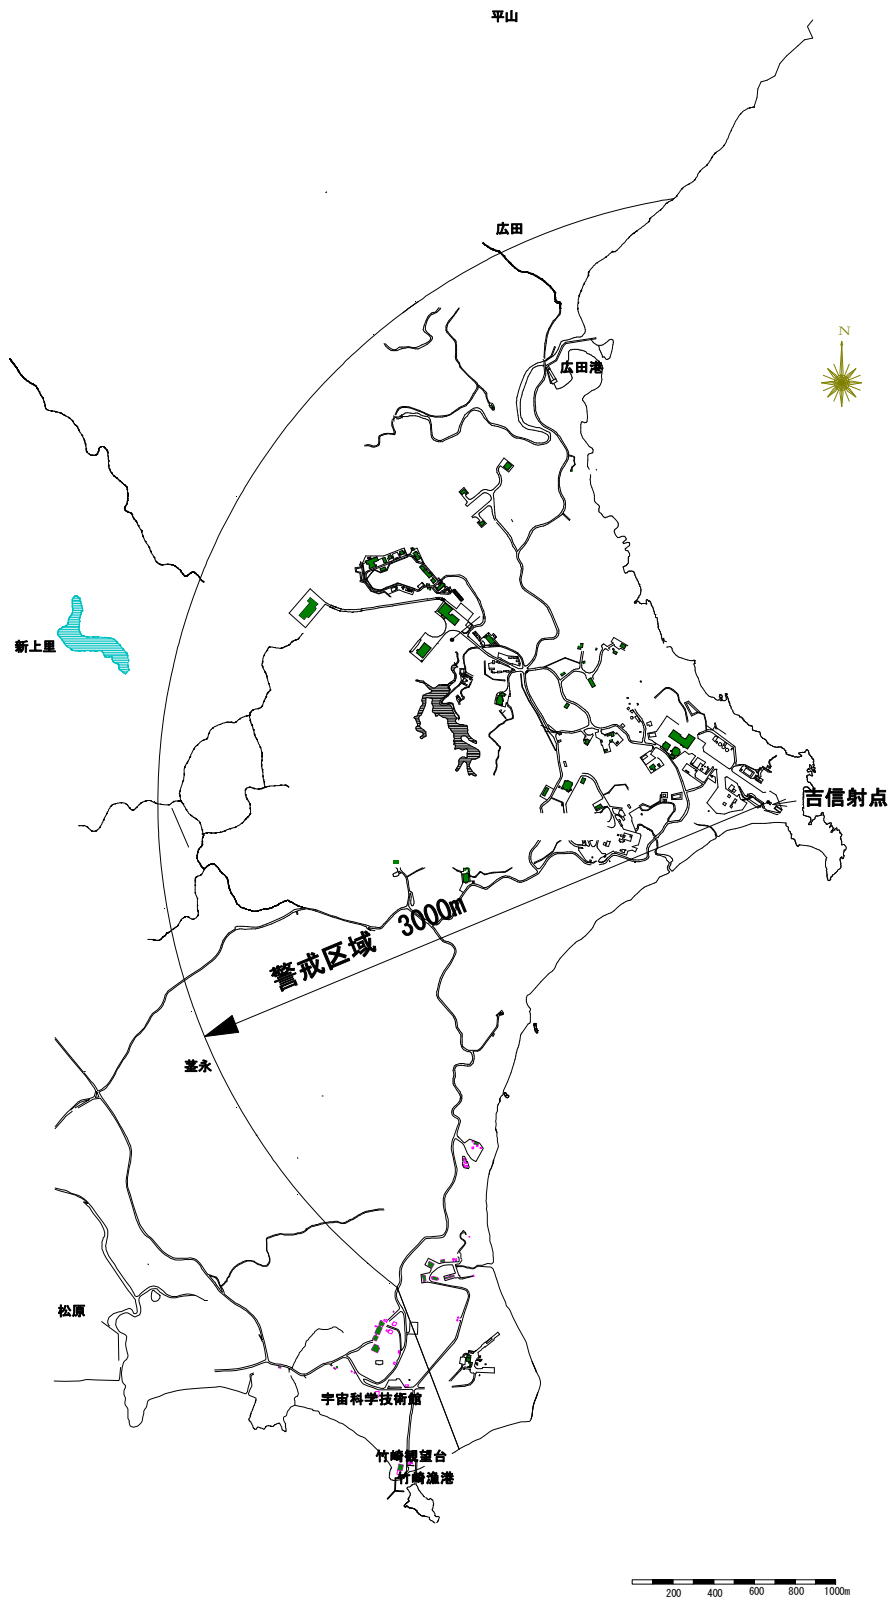 平山
広田
N
広田港
新上里
吉信射点
警戒区域 3000m
茎永
松原
宇宙科学技術館
竹崎観望台
竹崎漁港
200 400 600 800 1000m